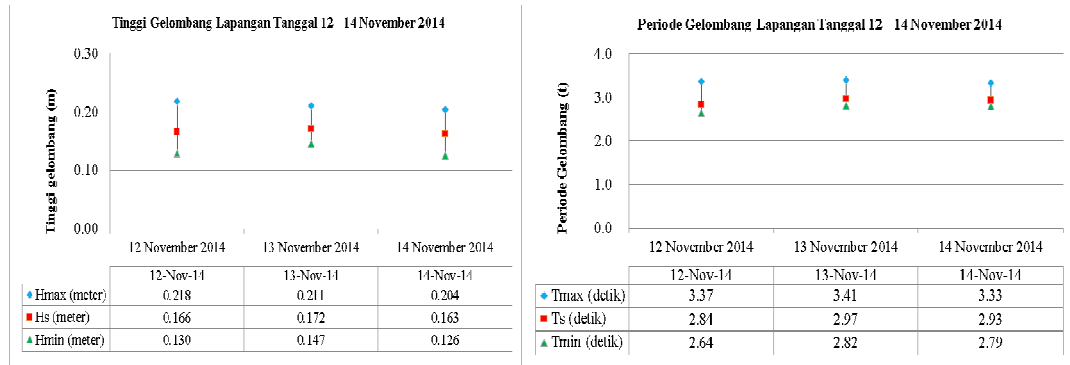 Tinggi Gelombang Lapangan Tanggal 12 14 November 2014
Tinggi gelombang (m)
0.30
0.20
0.10
0.00
12 November 2014 13 November 2014 14 November 2014
12-Nov-14 13-Nov-14 14-Nov-14
Hmax (meter) 0.218 0.211 0.204
Hs (meter) 0.166 0.172 0.163
Hmin (meter) 0.130 0.147 0.126
Periode Gelombang Lapangan Tanggal 12 14 November 2014
Periode Gelombang (t)
4.0
3.0
2.0
1.0
0.0
12 November 2014 13 November 2014 14 November 2014
12-Nov-14 13-Nov-14 14-Nov-14
Tmax (detik) 3.37 3.41 3.33
Ts (detik) 2.84 2.97 2.93
Tmin (detik) 2.64 2.82 2.79